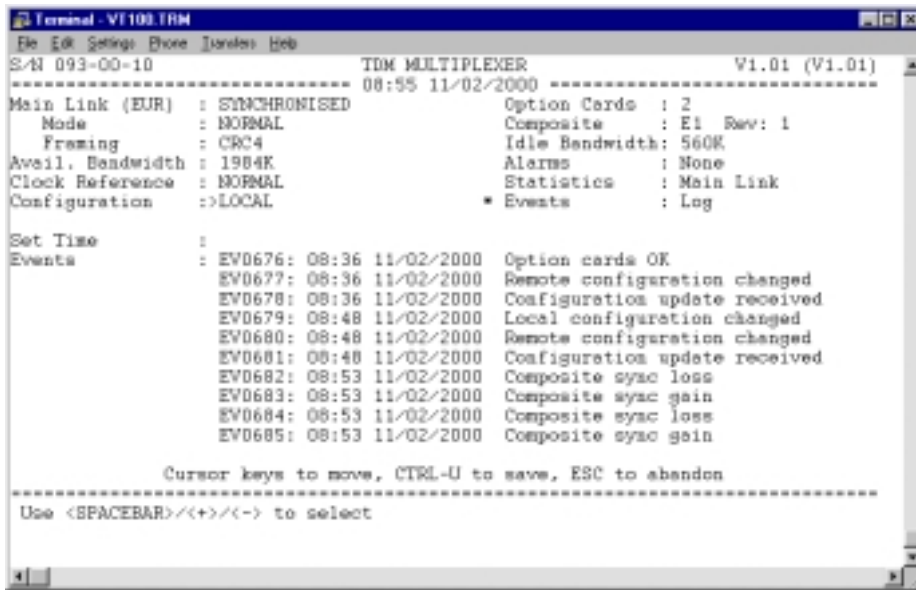 Terminal - VT100.TRM
File Edit Settings Phone Transfers Help
S/N 093-00-10 TDM MULTIPLEXER V1.01 (V1.01)
------------------------------------ 08:55 11/02/2000 ------------------------------------
Main Link (EUR) : SYNCHRONISED Option Cards : 2
Mode : NORMAL Composite : E1 Rev: 1
Framing : CRC4 Idle Bandwidth: 560K
Avail. Bandwidth : 1984K Alarms : None
Clock Reference : NORMAL Statistics : Main Link
Configuration :>LOCAL * Events : Log
Set Time :
Events : EV0676: 08:36 11/02/2000 Option cards OK
EV0677: 08:36 11/02/2000 Remote configuration changed
EV0678: 08:36 11/02/2000 Configuration update received
EV0679: 08:48 11/02/2000 Local configuration changed
EV0680: 08:48 11/02/2000 Remote configuration changed
EV0681: 08:48 11/02/2000 Configuration update received
EV0682: 08:53 11/02/2000 Composite sync loss
EV0683: 08:53 11/02/2000 Composite sync gain
EV0684: 08:53 11/02/2000 Composite sync loss
EV0685: 08:53 11/02/2000 Composite sync gain
Cursor keys to move, CTRL-U to save, ESC to abandon
Use <SPACEBAR>/<+>/<-> to select